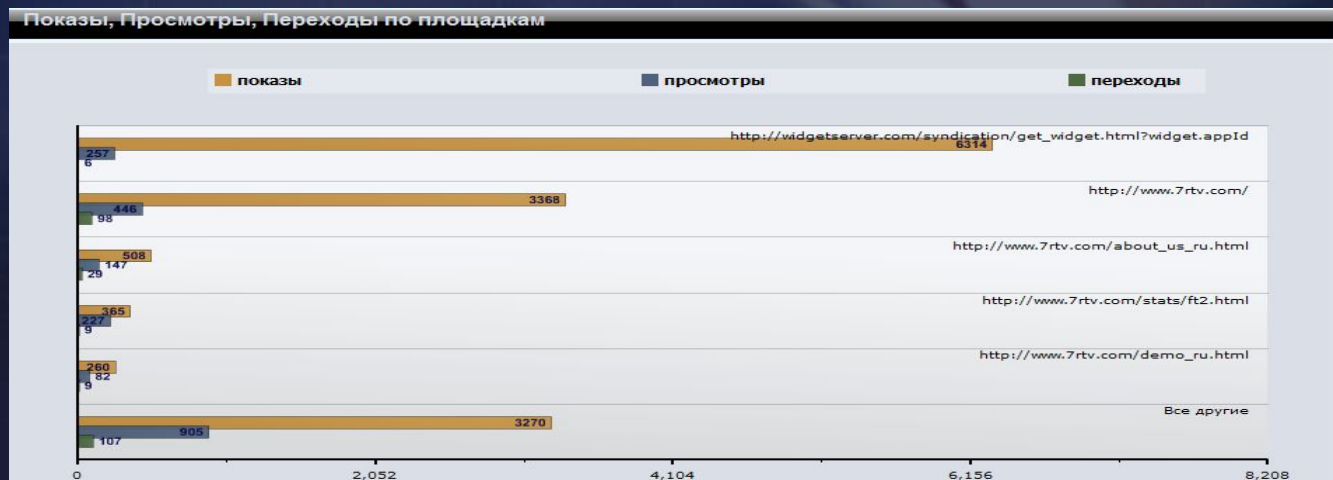 Показы, Просмотры, Переходы по площадкам
показы просмотры переходы
http://widgetserver.com/syndication/get_widget.html?widget.appId
6314
257
6
http://www.7rtv.com/
3368
446
98
http://www.7rtv.com/about_us_ru.html
508
147
29
http://www.7rtv.com/stats/ft2.html
365
227
9
http://www.7rtv.com/demo_ru.html
260
82
9
Все другие
3270
905
107
0 2,052 4,104 6,156 8,208